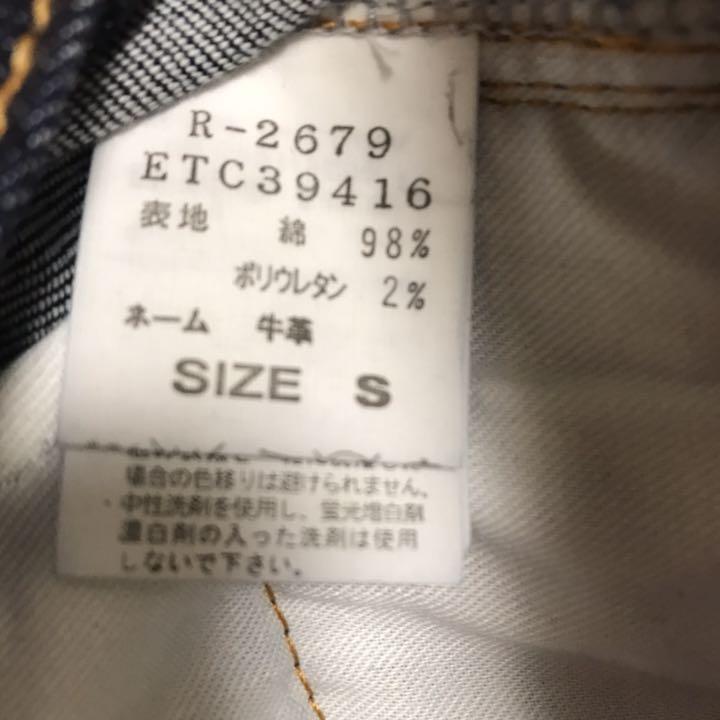 R-2679
ETC39416
表地 綿 98%
ポリウレタン 2%
ネーム 牛革
SIZE S
場合の色移りは避けられません。
・中性洗剤を使用し、蛍光増白剤
漂白剤の入った洗剤は使用
しないで下さい。